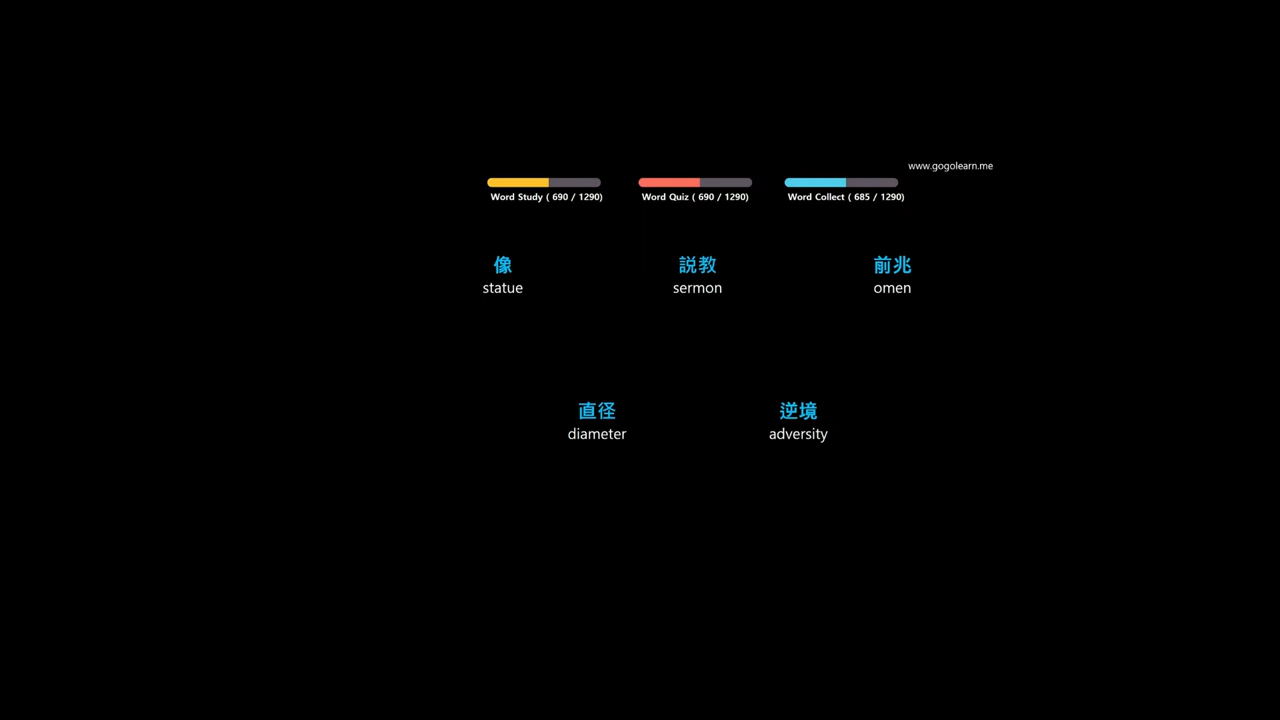 www.gogolearn.me
Word Study ( 690 / 1290)
Word Quiz ( 690 / 1290)
Word Collect ( 685 / 1290)
像
statue
説教
sermon
前兆
omen
直径
diameter
逆境
adversity